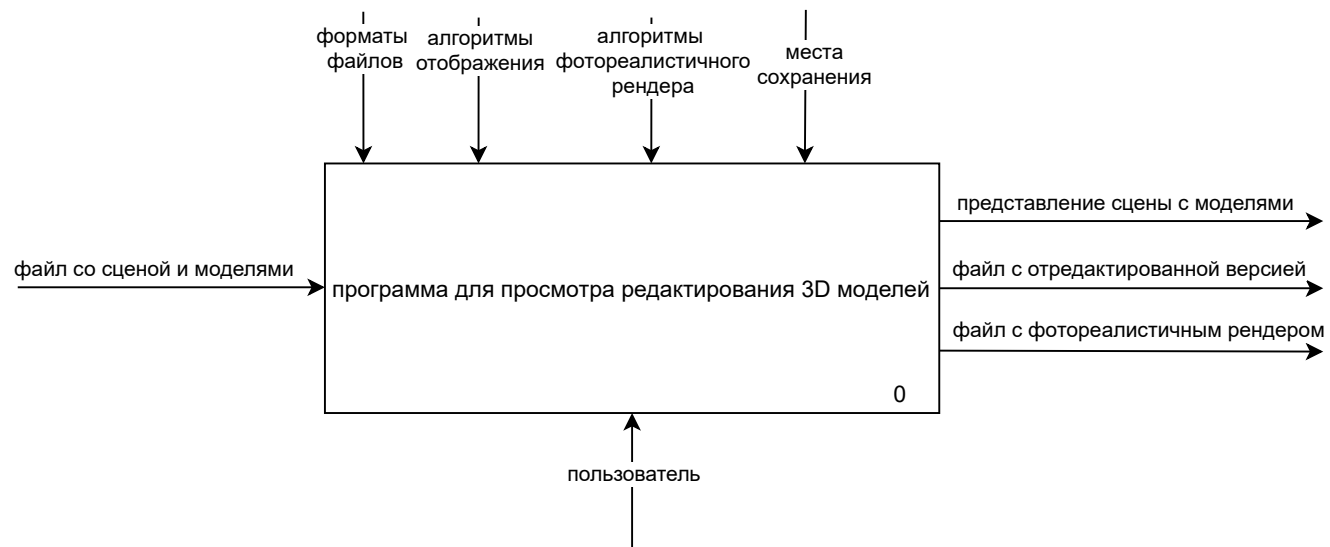 форматы
файлов
алгоритмы
отображения
алгоритмы
фотореалистичного
рендера
места
сохранения
представление сцены с моделями
файл со сценой и моделями
файл с отредактированной версией
программа для просмотра редактирования 3D моделей
файл с фотореалистичным рендером
0
пользователь